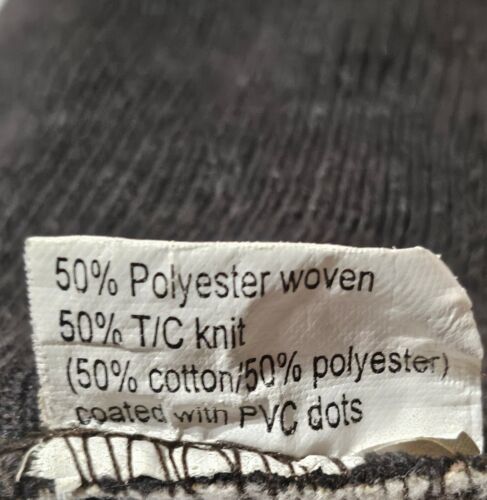 50% Polyester woven
50% T/C knit
(50% cotton/50% polyester)
coated with PVC dots